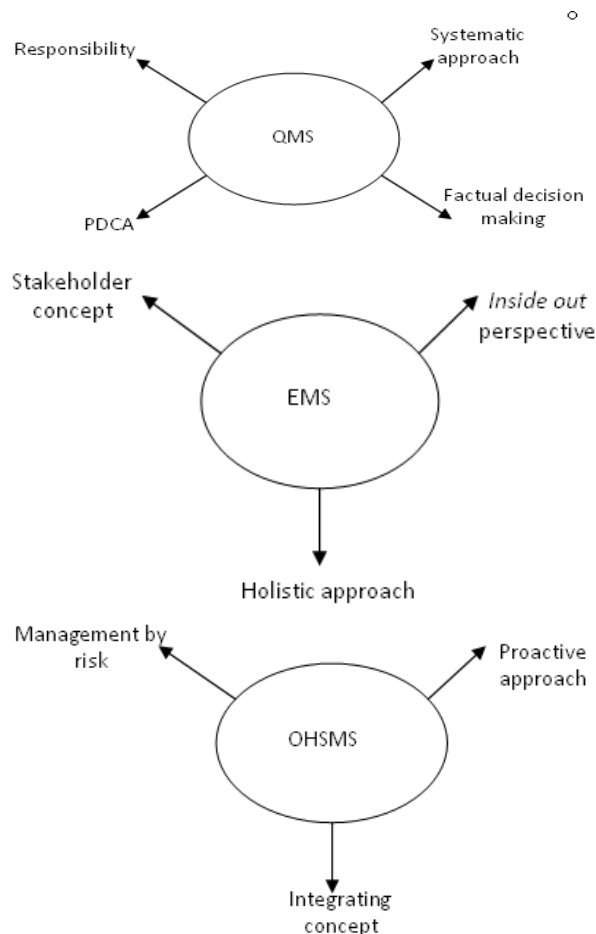 Responsibility
Systematic
approach
QMS
PDCA
Factual decision
making
Stakeholder
concept
Inside out
perspective
EMS
Holistic approach
Management by
risk
Proactive
approach
OHSMS
Integrating
concept